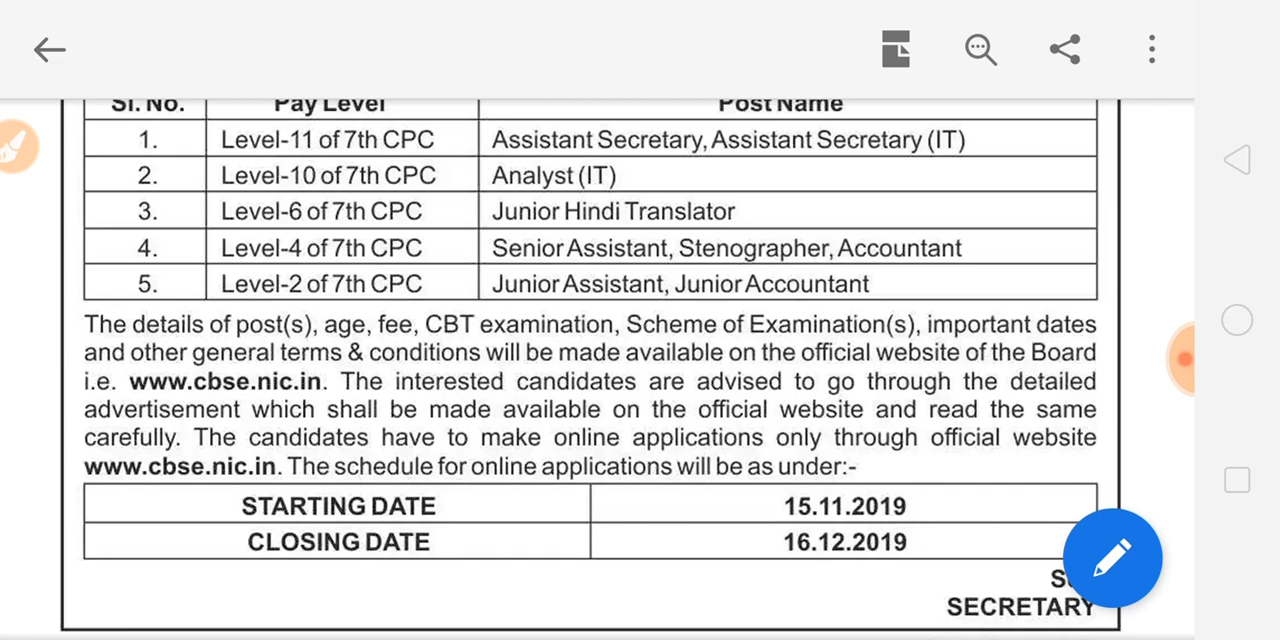 Sl. No. Pay Level Post Name
1. Level-11 of 7th CPC Assistant Secretary, Assistant Secretary (IT)
2. Level-10 of 7th CPC Analyst (IT)
3. Level-6 of 7th CPC Junior Hindi Translator
4. Level-4 of 7th CPC Senior Assistant, Stenographer, Accountant
5. Level-2 of 7th CPC Junior Assistant, Junior Accountant
The details of post(s), age, fee, CBT examination, Scheme of Examination(s), important dates
and other general terms & conditions will be made available on the official website of the Board
i.e. www.cbse.nic.in. The interested candidates are advised to go through the detailed
advertisement which shall be made available on the official website and read the same
carefully. The candidates have to make online applications only through official website
www.cbse.nic.in. The schedule for online applications will be as under:-
STARTING DATE 15.11.2019
CLOSING DATE 16.12.2019
SECRETARY